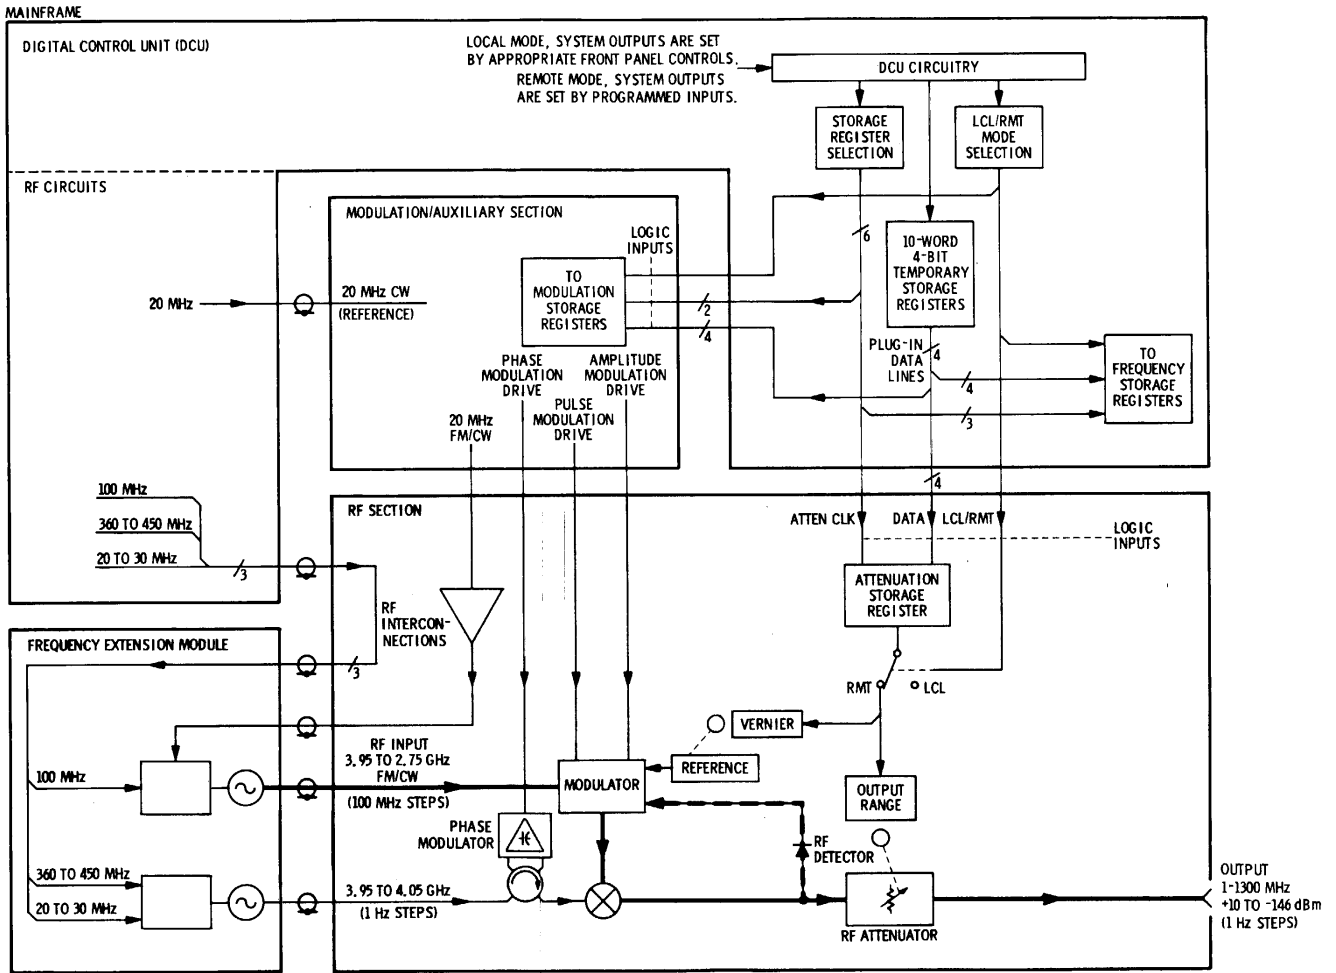 MAINFRAME
DIGITAL CONTROL UNIT (DCU)
LOCAL MODE, SYSTEM OUTPUTS ARE SET
BY APPROPRIATE FRONT PANEL CONTROLS.
REMOTE MODE, SYSTEM OUTPUTS
ARE SET BY PROGRAMMED INPUTS.
DCU CIRCUITRY
STORAGE
REGISTER
SELECTION
LCL/RMT
MODE
SELECTION
RF CIRCUITS
MODULATION/AUXILIARY SECTION
LOGIC
INPUTS
6
10-WORD
4-BIT
TEMPORARY
STORAGE
REGISTERS
TO
MODULATION
STORAGE
REGISTERS
20 MHz
20 MHz CW
(REFERENCE)
2
4
PLUG-IN
DATA
LINES
4
4
3
TO
FREQUENCY
STORAGE
REGISTERS
PHASE
MODULATION
DRIVE
AMPLITUDE
MODULATION
DRIVE
PULSE
MODULATION
DRIVE
20 MHz
FM/CW
4
100 MHz
360 TO 450 MHz
20 TO 30 MHz
3
RF SECTION
ATTEN CLK
DATA
LCL/RMT
LOGIC
INPUTS
ATTENUATION
STORAGE
REGISTER
RF
INTERCON-
NECTIONS
FREQUENCY EXTENSION MODULE
3
RMT
LCL
VERNIER
RF INPUT
3.95 TO 2.75 GHz
FM/CW
(100 MHz STEPS)
REFERENCE
100 MHz
MODULATOR
OUTPUT
RANGE
PHASE
MODULATOR
RF
DETECTOR
360 TO 450 MHz
20 TO 30 MHz
3.95 TO 4.05 GHz
(1 Hz STEPS)
RF ATTENUATOR
OUTPUT
1-1300 MHz
+10 TO -146 dBm
(1 Hz STEPS)